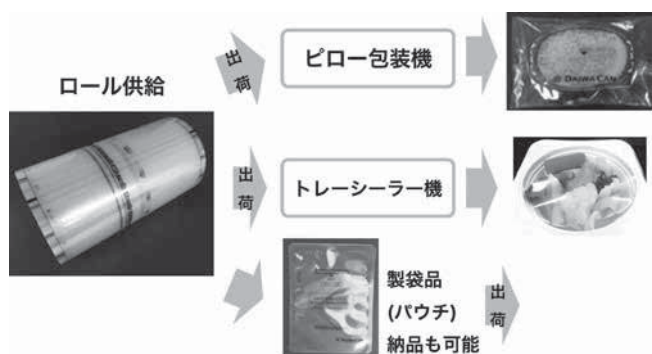 出荷
ピロー包装機
DAIWA CAN
ロール供給
出荷
トレーシーラー機
製袋品
(パウチ)
納品も可能
出荷